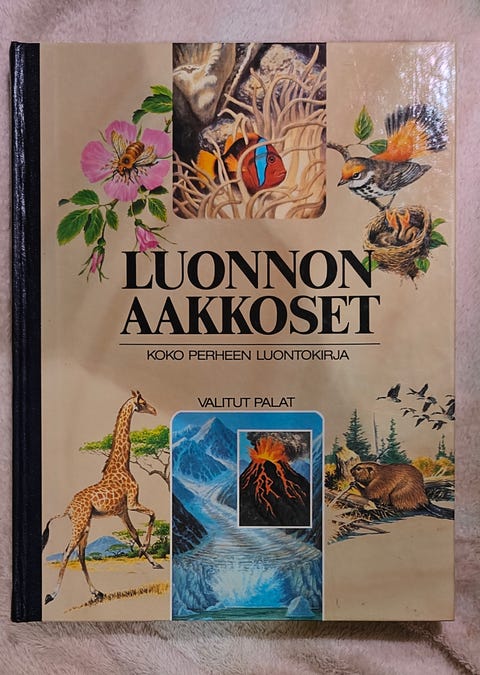 LUONNON
AAKKOSET
KOKO PERHEEN LUONTOKIRJA
VALITUT PALAT